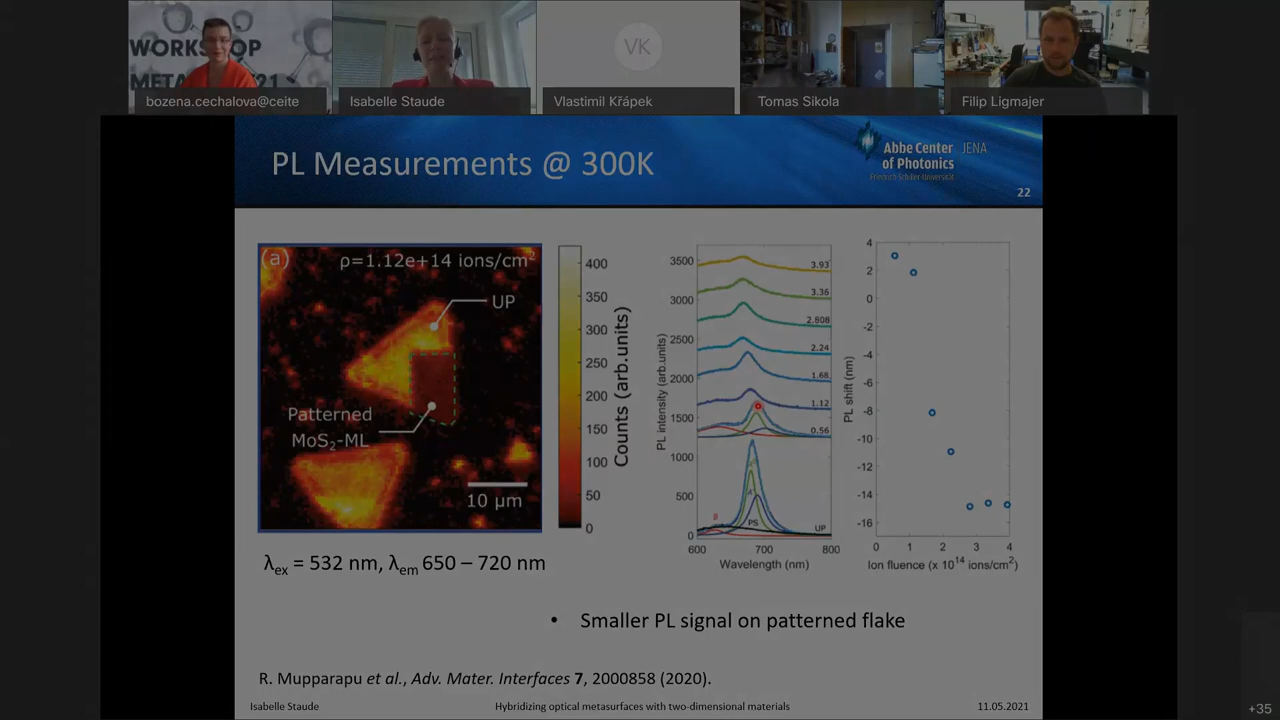 WORKSHOP
bozena.cechalova@ceite
Isabelle Staude
VK
Vlastimil Křápek
Tomas Sikola
Filip Ligmajer
PL Measurements @ 300K
Abbe Center JENA
of Photonics
Friedrich-Schiller-Universität
22
(a)
ρ=1.12e+14 ions/cm²
UP
Patterned
MoS₂-ML
10 μm
400
350
300
250
200
150
100
50
0
Counts (arb.units)
λex = 532 nm, λem 650 – 720 nm
PL intensity (arb.units)
3500
3000
2500
2000
1500
1000
500
0
3.93
3.36
2.808
2.24
1.68
1.12
0.56
B
A
PS
UP
600
700
800
Wavelength (nm)
PL shift (nm)
4
2
0
-2
-4
-6
-8
-10
-12
-14
-16
0
1
2
3
4
Ion fluence (x 10¹⁴ ions/cm²)
• Smaller PL signal on patterned flake
R. Mupparapu et al., Adv. Mater. Interfaces 7, 2000858 (2020).
Isabelle Staude
Hybridizing optical metasurfaces with two-dimensional materials
11.05.2021
+35